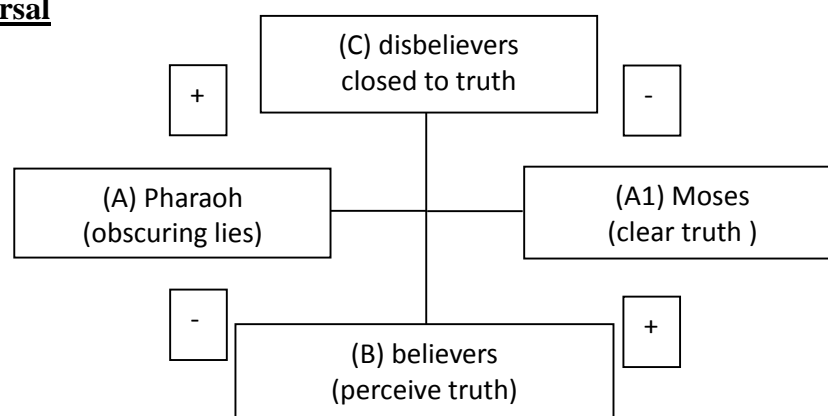 rsal
(C) disbelievers
closed to truth
+
-
(A) Pharaoh
(obscuring lies)
(A1) Moses
(clear truth )
-
+
(B) believers
(perceive truth)